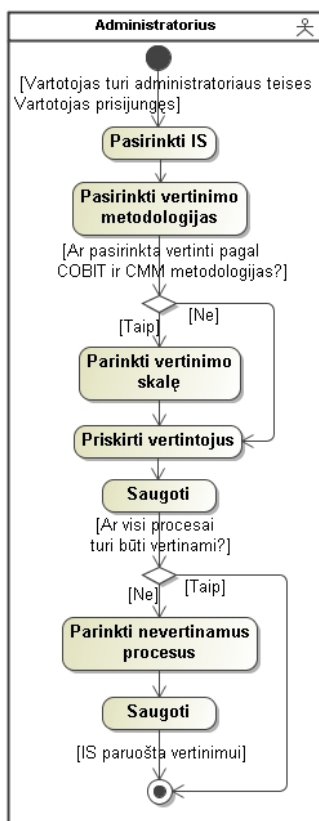 Administratorius
[Vartotojas turi administratoriaus teises
Vartotojas prisijungęs]
Pasirinkti IS
Pasirinkti vertinimo
metodologijas
[Ar pasirinkta vertinti pagal
COBIT ir CMM metodologijas?]
[Ne]
[Taip]
Parinkti vertinimo
skalę
Priskirti vertintojus
Saugoti
[Ar visi procesai
turi būti vertinami?]
[Taip]
[Ne]
Parinkti nevertinamus
procesus
Saugoti
[IS paruošta vertinimui]